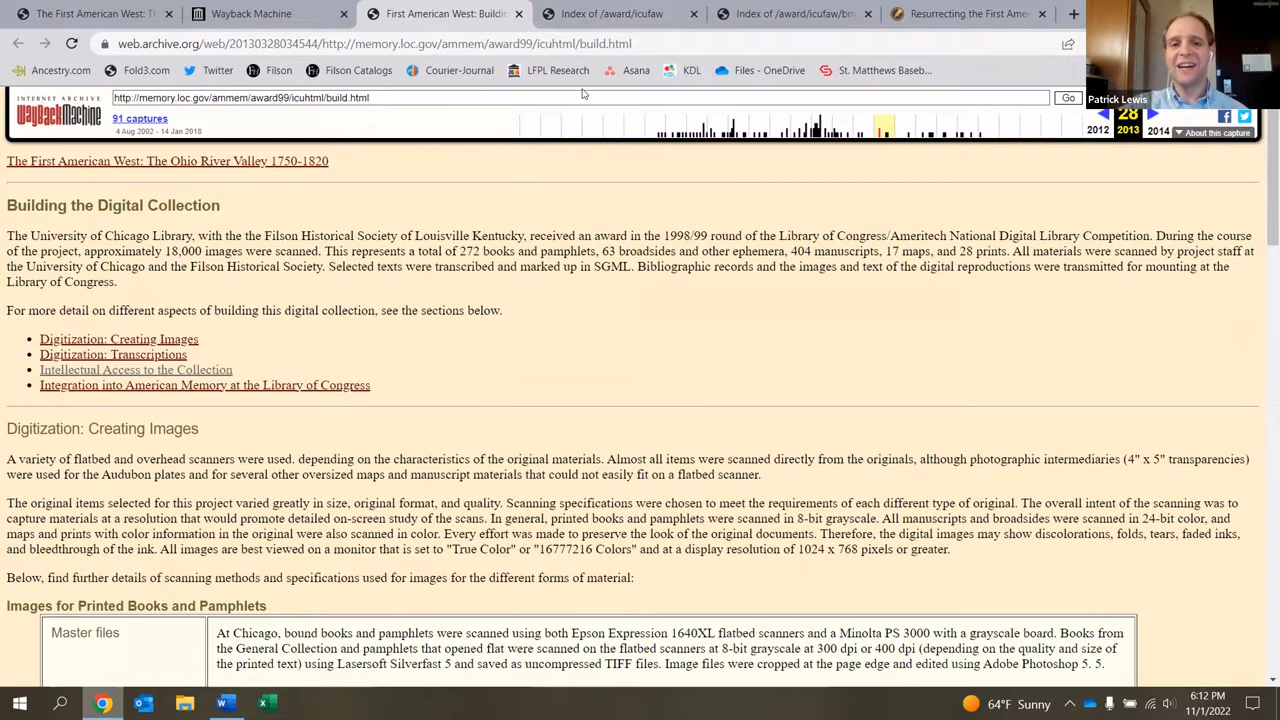 The First American West: Th
Wayback Machine
First American West: Buildin
Index of /award/icufaw
Index of /award/icufaw/bm
Resurrecting the First Ame
web.archive.org/web/20130328034544/http://memory.loc.gov/ammem/award99/icuhtml/build.html
Ancestry.com
Fold3.com
Twitter
Filson
Filson Catalogs
Courier-Journal
LFPL Research
Asana
KDL
Files - OneDrive
St. Matthews Baseb...
Patrick Lewis
INTERNET ARCHIVE
WayBackMachine
http://memory.loc.gov/ammem/award99/icuhtml/build.html
Go
91 captures
4 Aug 2002 - 14 Jan 2018
28
2012 2013 2014
About this capture
The First American West: The Ohio River Valley 1750-1820
Building the Digital Collection
The University of Chicago Library, with the the Filson Historical Society of Louisville Kentucky, received an award in the 1998/99 round of the Library of Congress/Ameritech National Digital Library Competition. During the course
of the project, approximately 18,000 images were scanned. This represents a total of 272 books and pamphlets, 63 broadsides and other ephemera, 404 manuscripts, 17 maps, and 28 prints. All materials were scanned by project staff at
the University of Chicago and the Filson Historical Society. Selected texts were transcribed and marked up in SGML. Bibliographic records and the images and text of the digital reproductions were transmitted for mounting at the
Library of Congress.
For more detail on different aspects of building this digital collection, see the sections below.
• Digitization: Creating Images
• Digitization: Transcriptions
• Intellectual Access to the Collection
• Integration into American Memory at the Library of Congress
Digitization: Creating Images
A variety of flatbed and overhead scanners were used. depending on the characteristics of the original materials. Almost all items were scanned directly from the originals, although photographic intermediaries (4" x 5" transparencies)
were used for the Audubon plates and for several other oversized maps and manuscript materials that could not easily fit on a flatbed scanner.
The original items selected for this project varied greatly in size, original format, and quality. Scanning specifications were chosen to meet the requirements of each different type of original. The overall intent of the scanning was to
capture materials at a resolution that would promote detailed on-screen study of the scans. In general, printed books and pamphlets were scanned in 8-bit grayscale. All manuscripts and broadsides were scanned in 24-bit color, and
maps and prints with color information in the original were also scanned in color. Every effort was made to preserve the look of the original documents. Therefore, the digital images may show discolorations, folds, tears, faded inks,
and bleedthrough of the ink. All images are best viewed on a monitor that is set to "True Color" or "16777216 Colors" and at a display resolution of 1024 x 768 pixels or greater.
Below, find further details of scanning methods and specifications used for images for the different forms of material:
Images for Printed Books and Pamphlets
Master files
At Chicago, bound books and pamphlets were scanned using both Epson Expression 1640XL flatbed scanners and a Minolta PS 3000 with a grayscale board. Books from
the General Collection and pamphlets that opened flat were scanned on the flatbed scanners at 8-bit grayscale at 300 dpi or 400 dpi (depending on the quality and size of
the printed text) using Lasersoft Silverfast 5 and saved as uncompressed TIFF files. Image files were cropped at the page edge and edited using Adobe Photoshop 5. 5.
64°F Sunny
6:12 PM
11/1/2022